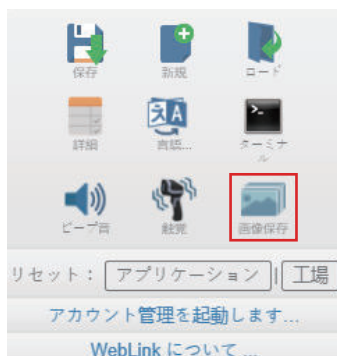 保存
新規
ロード
詳細
言語...
ターミナ
ル
ビープ音
触覚
画像保存
リセット： アプリケーション | 工場
アカウント管理を起動します...
WebLink について ...